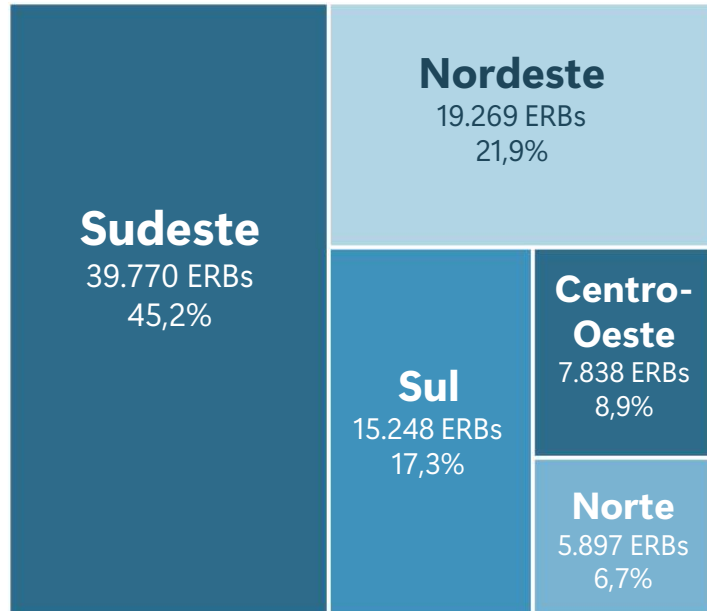 Sudeste
39.770 ERBs
45,2%
Nordeste
19.269 ERBs
21,9%
Sul
15.248 ERBs
17,3%
Centro-
Oeste
7.838 ERBs
8,9%
Norte
5.897 ERBs
6,7%